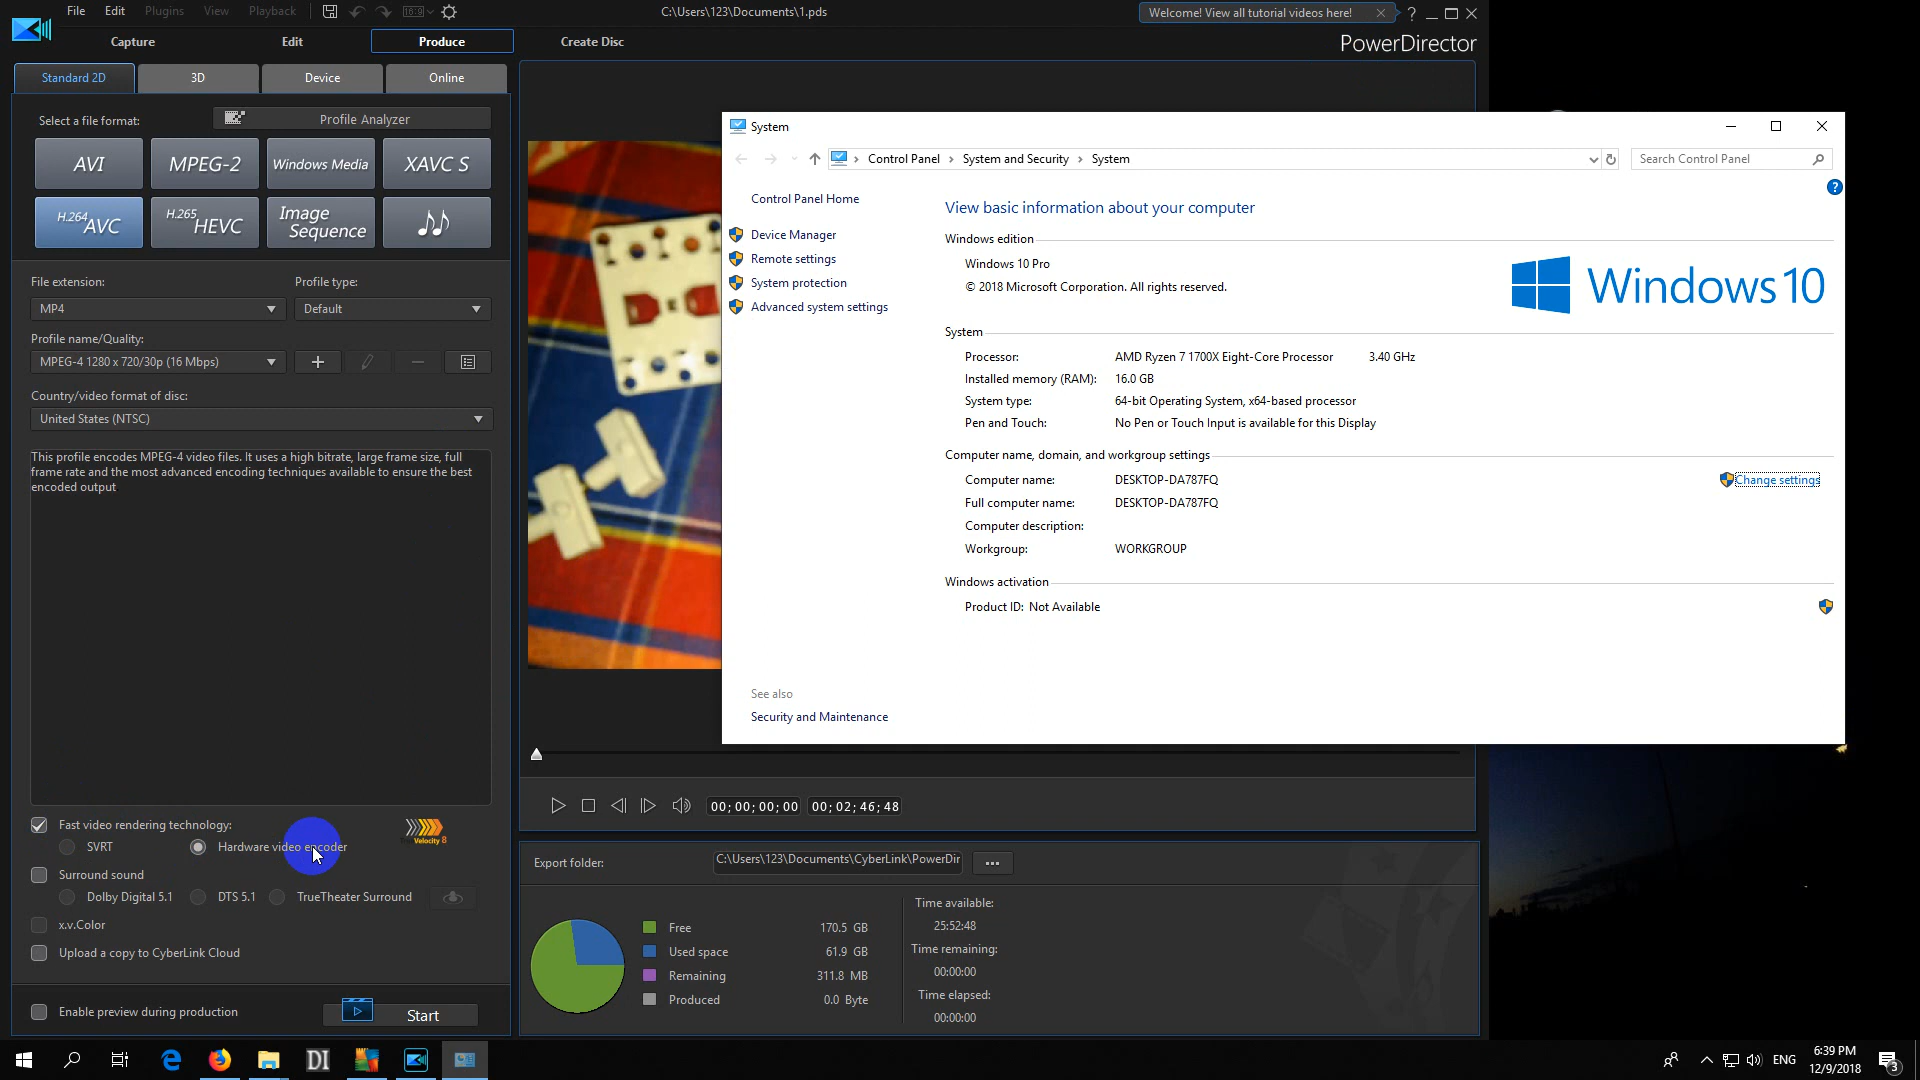 File Edit Plugins View Playback 16:9
C:\Users\123\Documents\1.pds
Welcome! View all tutorial videos here!
?
Capture Edit Produce Create Disc
PowerDirector
Standard 2D 3D Device Online
Select a file format: Profile Analyzer
AVI MPEG-2 Windows Media XAVC S
H.264 AVC H.265 HEVC Image Sequence
File extension: Profile type:
MP4 Default
Profile name/Quality:
MPEG-4 1280 x 720/30p (16 Mbps)
Country/video format of disc:
United States (NTSC)
This profile encodes MPEG-4 video files. It uses a high bitrate, large frame size, full
frame rate and the most advanced encoding techniques available to ensure the best
encoded output
Fast video rendering technology:
Velocity 8
SVRT Hardware video encoder
Surround sound
Dolby Digital 5.1 DTS 5.1 TrueTheater Surround
x.v.Color
Upload a copy to CyberLink Cloud
Enable preview during production Start
System
Control Panel System and Security System
Search Control Panel
?
Control Panel Home
Device Manager
Remote settings
System protection
Advanced system settings
View basic information about your computer
Windows edition
Windows 10 Pro
© 2018 Microsoft Corporation. All rights reserved.
Windows 10
System
Processor: AMD Ryzen 7 1700X Eight-Core Processor 3.40 GHz
Installed memory (RAM): 16.0 GB
System type: 64-bit Operating System, x64-based processor
Pen and Touch: No Pen or Touch Input is available for this Display
Computer name, domain, and workgroup settings
Computer name: DESKTOP-DA787FQ
Change settings
Full computer name: DESKTOP-DA787FQ
Computer description:
Workgroup: WORKGROUP
Windows activation
Product ID: Not Available
See also
Security and Maintenance
00;00;00;00 00;02;46;48
Export folder: C:\Users\123\Documents\CyberLink\PowerDir ...
Free 170.5 GB
Used space 61.9 GB
Remaining 311.8 MB
Produced 0.0 Byte
Time available:
25:52:48
Time remaining:
00:00:00
Time elapsed:
00:00:00
DI
ENG
6:39 PM
12/9/2018
3